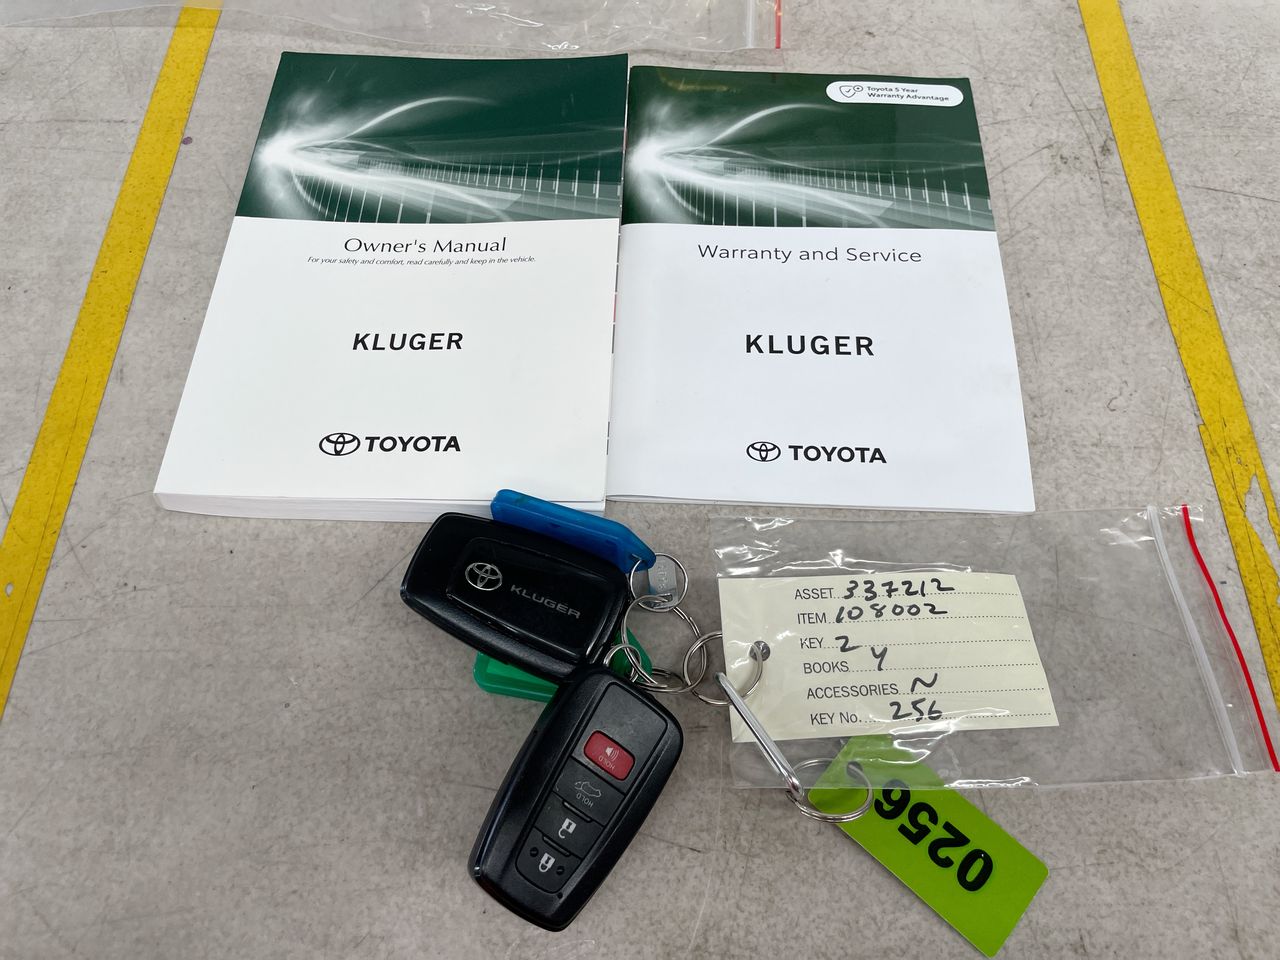 Toyota 5 Year
Warranty Advantage
Owner's Manual
For your safety and comfort, read carefully and keep in the vehicle.
KLUGER
TOYOTA
Warranty and Service
KLUGER
TOYOTA
KLUGER
HOLD
HOLD
ASSET 337212
ITEM 108002
KEY 2
BOOKS Y
ACCESSORIES N
KEY No. 256
0256